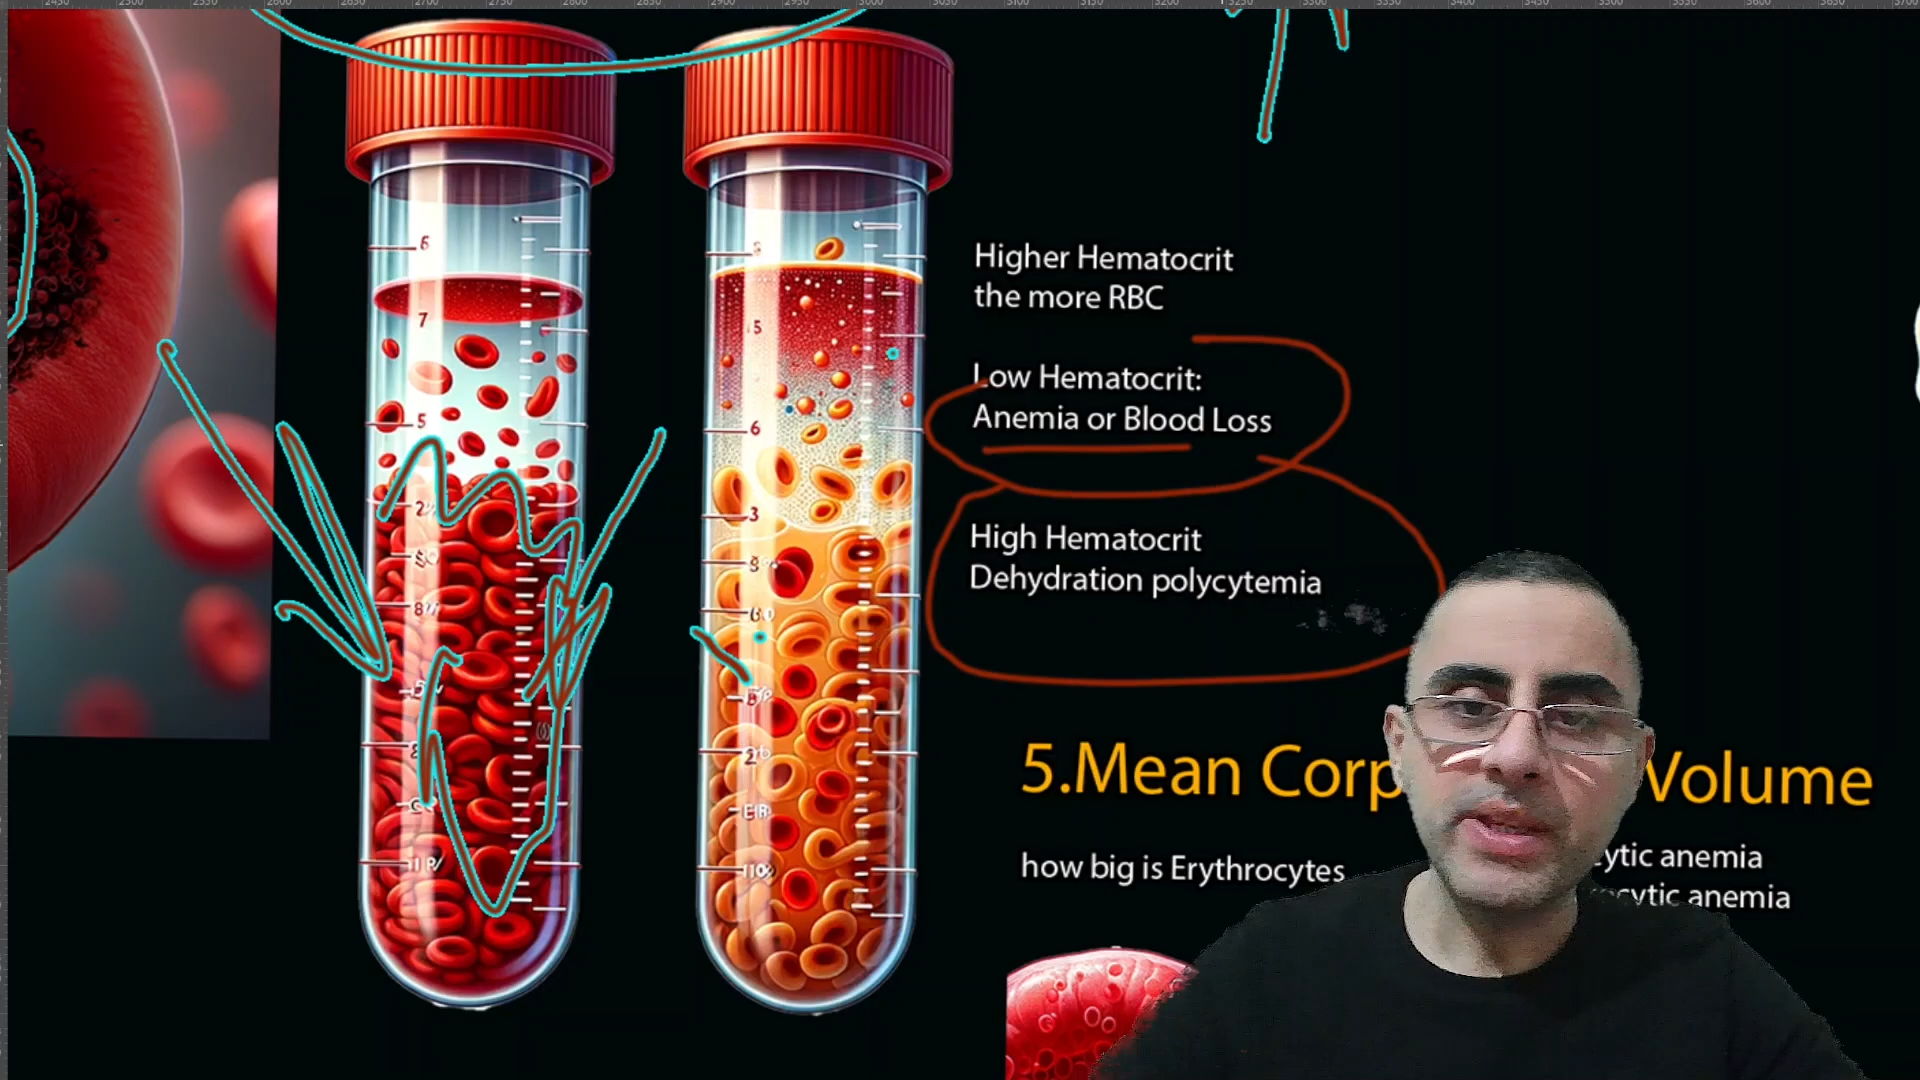 Higher Hematocrit
the more RBC
Low Hematocrit:
Anemia or Blood Loss
High Hematocrit
Dehydration polycytemia
5.Mean Corp Volume
how big is Erythrocytes
cytic anemia
cytic anemia